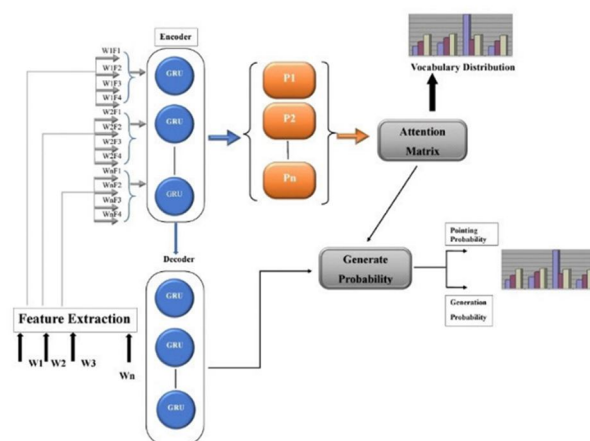 Encoder
Vocabulary Distribution
W1F1
W1F2
W1F3
W1F4
W2F1
W2F2
W2F3
W2F4
WnF1
WnF2
WnF3
WnF4
GRU
GRU
GRU
P1
P2
Pn
Attention
Matrix
Decoder
GRU
GRU
GRU
Generate
Probability
Pointing
Probability
Generation
Probability
Feature Extraction
W1
W2
W3
Wn